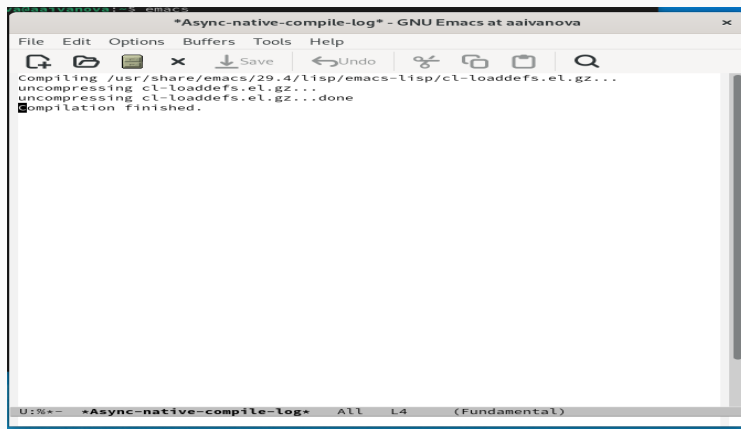 $ emacs
*Async-native-compile-log* - GNU Emacs at aaivanova
File Edit Options Buffers Tools Help
Save Undo
Compiling /usr/share/emacs/29.4/lisp/emacs-lisp/cl-loaddefs.el.gz...
uncompressing cl-loaddefs.el.gz...
uncompressing cl-loaddefs.el.gz...done
Compilation finished.
U:%*- *Async-native-compile-log* All L4 (Fundamental)